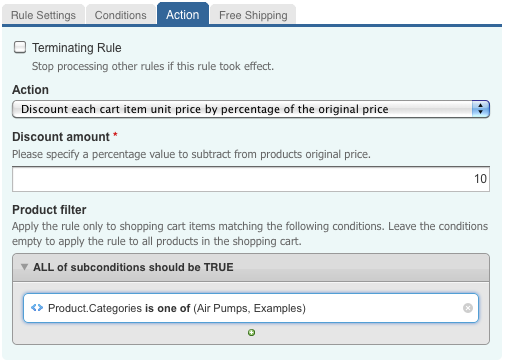 Rule Settings Conditions Action Free Shipping
Terminating Rule
Stop processing other rules if this rule took effect.
Action
Discount each cart item unit price by percentage of the original price
Discount amount *
Please specify a percentage value to subtract from products original price.
10
Product filter
Apply the rule only to shopping cart items matching the following conditions. Leave the conditions
empty to apply the rule to all products in the shopping cart.
ALL of subconditions should be TRUE
Product.Categories is one of (Air Pumps, Examples)